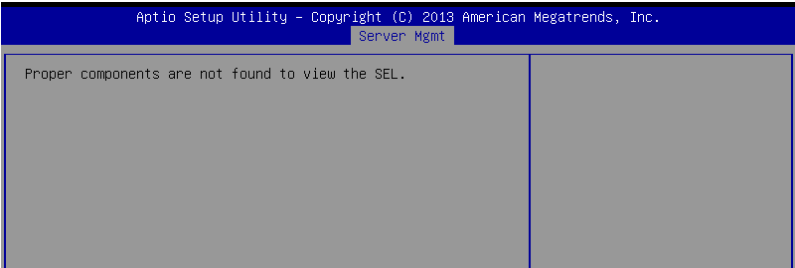 Aptio Setup Utility – Copyright (C) 2013 American Megatrends, Inc.
Server Mgmt
Proper components are not found to view the SEL.